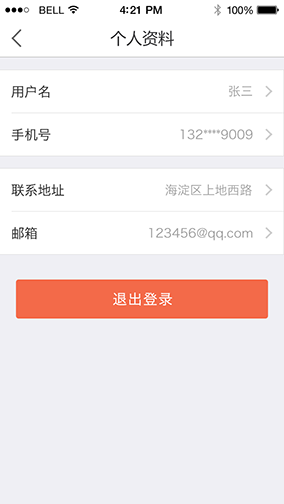 BELL 4:21 PM 100%
个人资料
用户名 张三
手机号 132****9009
联系地址 海淀区上地西路
邮箱 123456@qq.com
退出登录